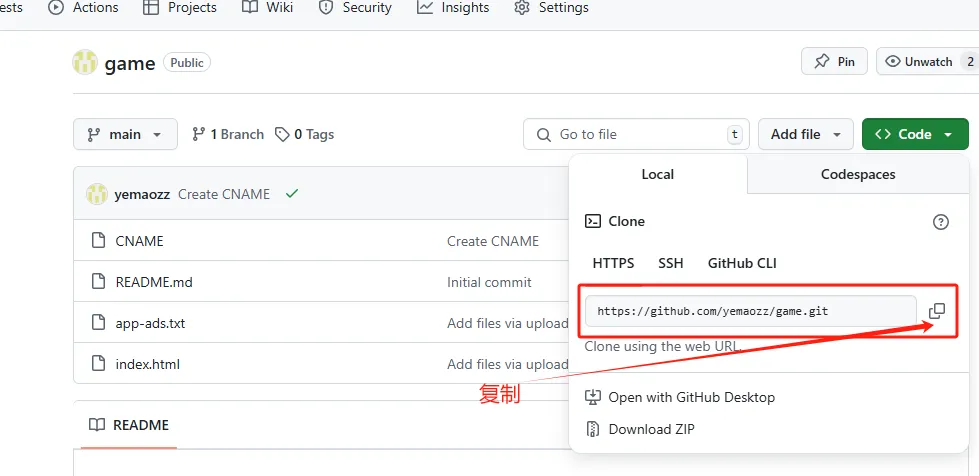 ests Actions Projects Wiki Security Insights Settings
game Public Pin Unwatch 2
main 1 Branch 0 Tags Go to file t Add file Code
Local Codespaces
yemaozz Create CNAME
Clone
CNAME Create CNAME
HTTPS SSH GitHub CLI
README.md Initial commit
https://github.com/yemaozz/game.git
app-ads.txt Add files via upload
Clone using the web URL.
index.html Add files via upload
复制
Open with GitHub Desktop
README
Download ZIP